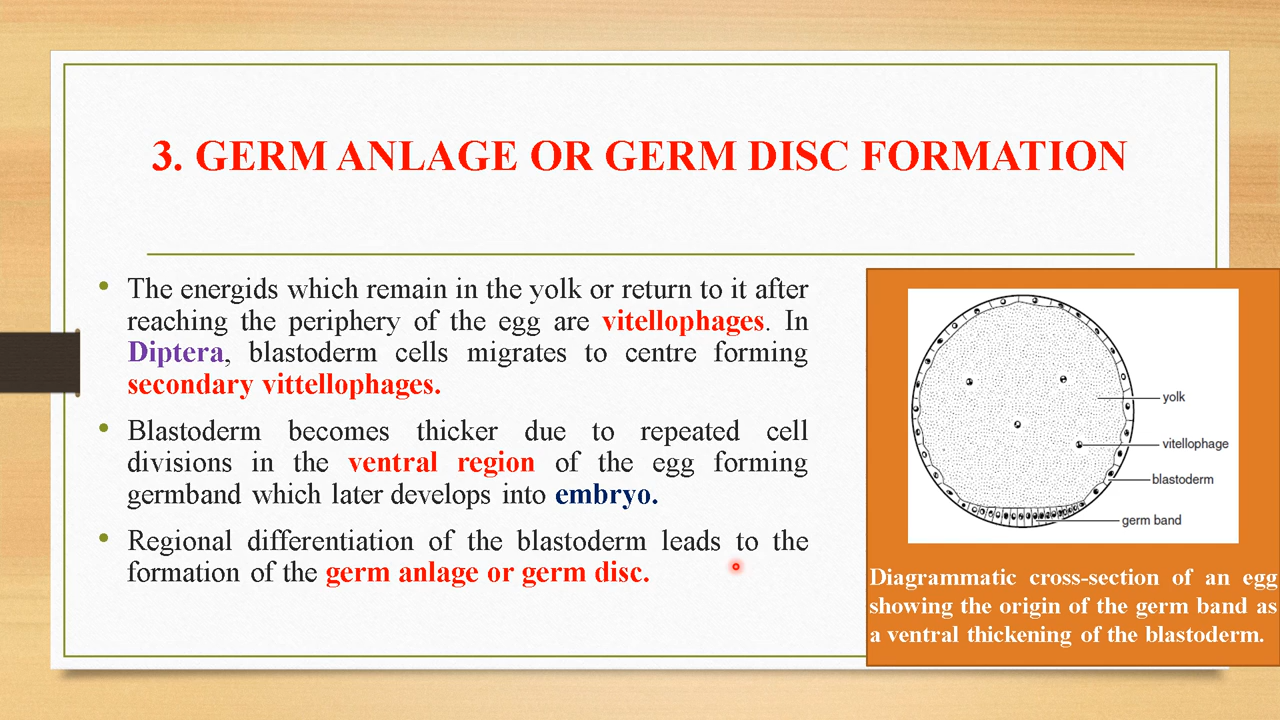 3. GERM ANLAGE OR GERM DISC FORMATION
• The energids which remain in the yolk or return to it after
reaching the periphery of the egg are vitellophages. In
Diptera, blastoderm cells migrates to centre forming
secondary vittellophages.
• Blastoderm becomes thicker due to repeated cell
divisions in the ventral region of the egg forming
germband which later develops into embryo.
• Regional differentiation of the blastoderm leads to the
formation of the germ anlage or germ disc.
yolk
vitellophage
blastoderm
germ band
Diagrammatic cross-section of an egg
showing the origin of the germ band as
a ventral thickening of the blastoderm.